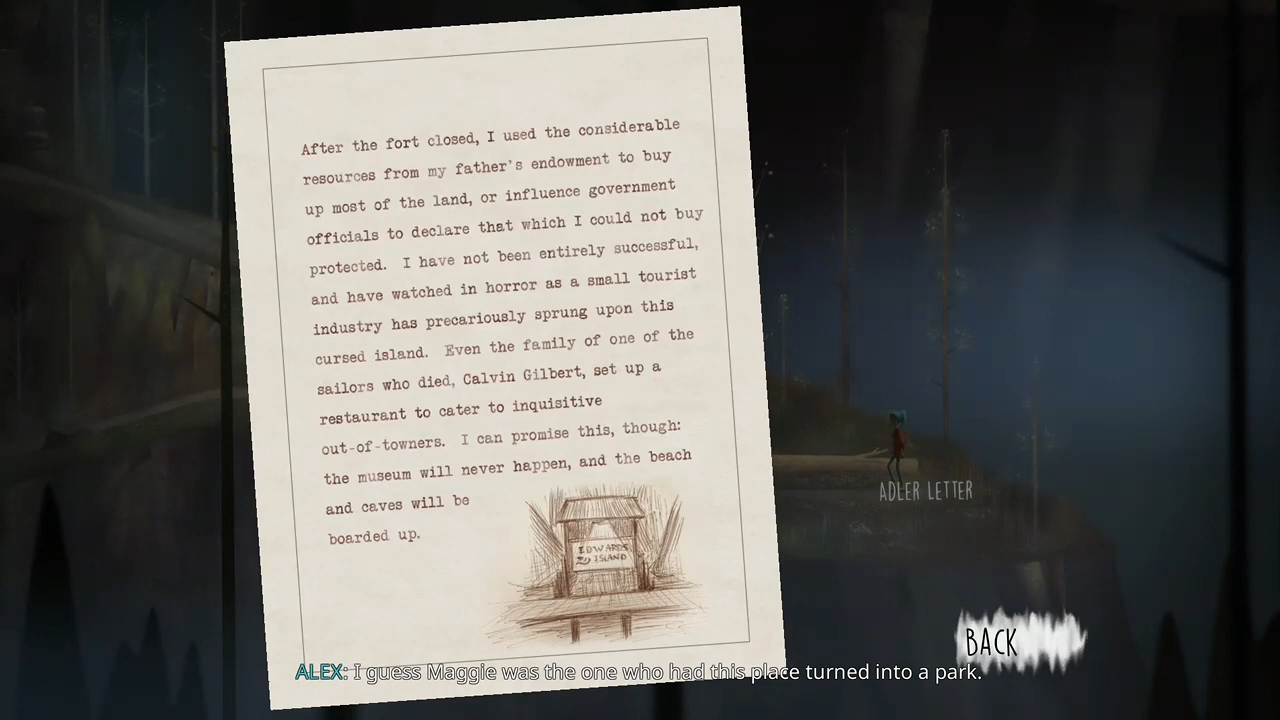 After the fort closed, I used the considerable
resources from my father's endowment to buy
up most of the land, or influence government
officials to declare that which I could not buy
protected.  I have not been entirely successful,
and have watched in horror as a small tourist
industry has precariously sprung upon this
cursed island.  Even the family of one of the
sailors who died, Calvin Gilbert, set up a
restaurant to cater to inquisitive
out-of-towners.  I can promise this, though:
the museum will never happen, and the beach
and caves will be
boarded up.
EDWARDS
ISLAND
ADLER LETTER
BACK
ALEX: I guess Maggie was the one who had this place turned into a park.